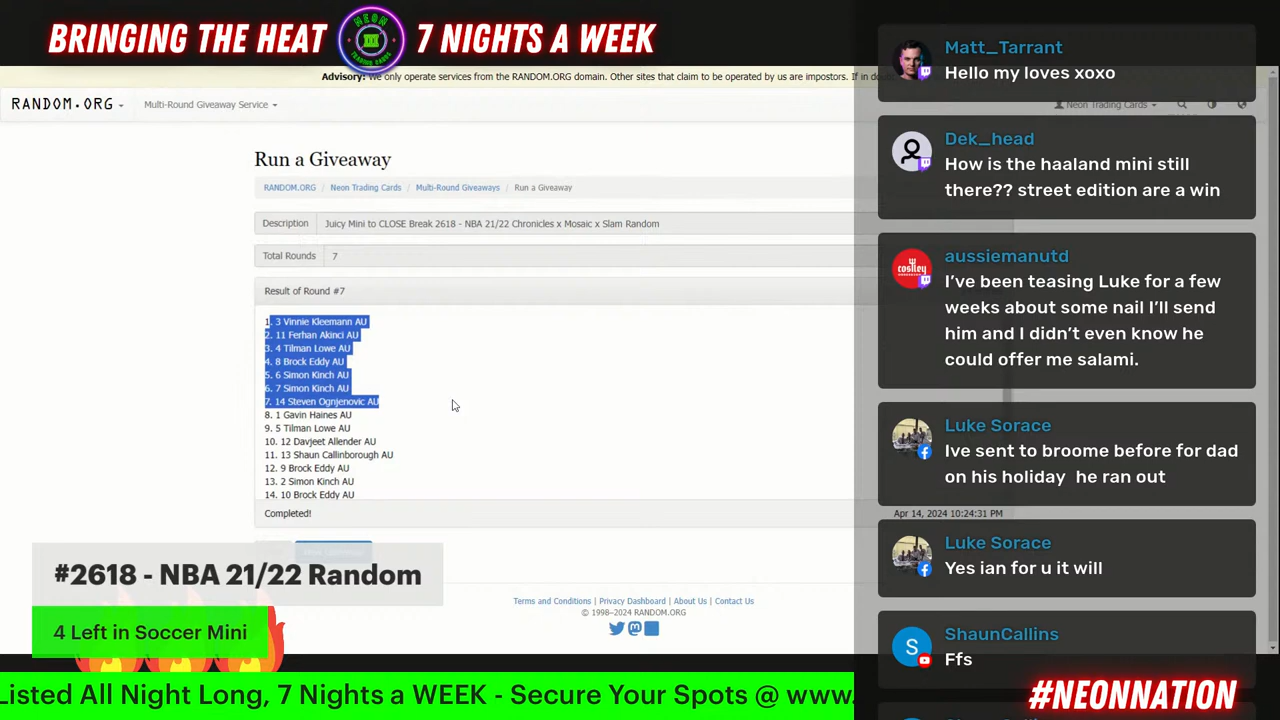 BRINGING THE HEAT
NEON
TRADING CARDS
7 NIGHTS A WEEK
Advisory: We only operate services from the RANDOM.ORG domain. Other sites that claim to be operated by us are impostors. If in doubt
RANDOM.ORG
Multi-Round Giveaway Service
Neon Trading Cards
Run a Giveaway
RANDOM.ORG / Neon Trading Cards / Multi-Round Giveaways / Run a Giveaway
Description Juicy Mini to CLOSE Break 2618 - NBA 21/22 Chronicles x Mosaic x Slam Random
Total Rounds 7
Result of Round #7
1. 3 Vinnie Kleemann AU
2. 11 Ferhan Akinci AU
3. 4 Tilman Lowe AU
4. 8 Brock Eddy AU
5. 6 Simon Kinch AU
6. 7 Simon Kinch AU
7. 14 Steven Ognjenovic AU
8. 1 Gavin Haines AU
9. 5 Tilman Lowe AU
10. 12 Davjeet Allender AU
11. 13 Shaun Callinborough AU
12. 9 Brock Eddy AU
13. 2 Simon Kinch AU
14. 10 Brock Eddy AU
Completed!
Apr 14, 2024 10:24:31 PM
Terms and Conditions | Privacy Dashboard | About Us | Contact Us
© 1998–2024 RANDOM.ORG
#2618 - NBA 21/22 Random
4 Left in Soccer Mini
Listed All Night Long, 7 Nights a WEEK - Secure Your Spots @ www.
Matt_Tarrant
Hello my loves xoxo
Dek_head
How is the haaland mini still
there?? street edition are a win
costley
aussiemanutd
I've been teasing Luke for a few
weeks about some nail I'll send
him and I didn't even know he
could offer me salami.
Luke Sorace
Ive sent to broome before for dad
on his holiday he ran out
Luke Sorace
Yes ian for u it will
S
ShaunCallins
Ffs
#NEONNATION